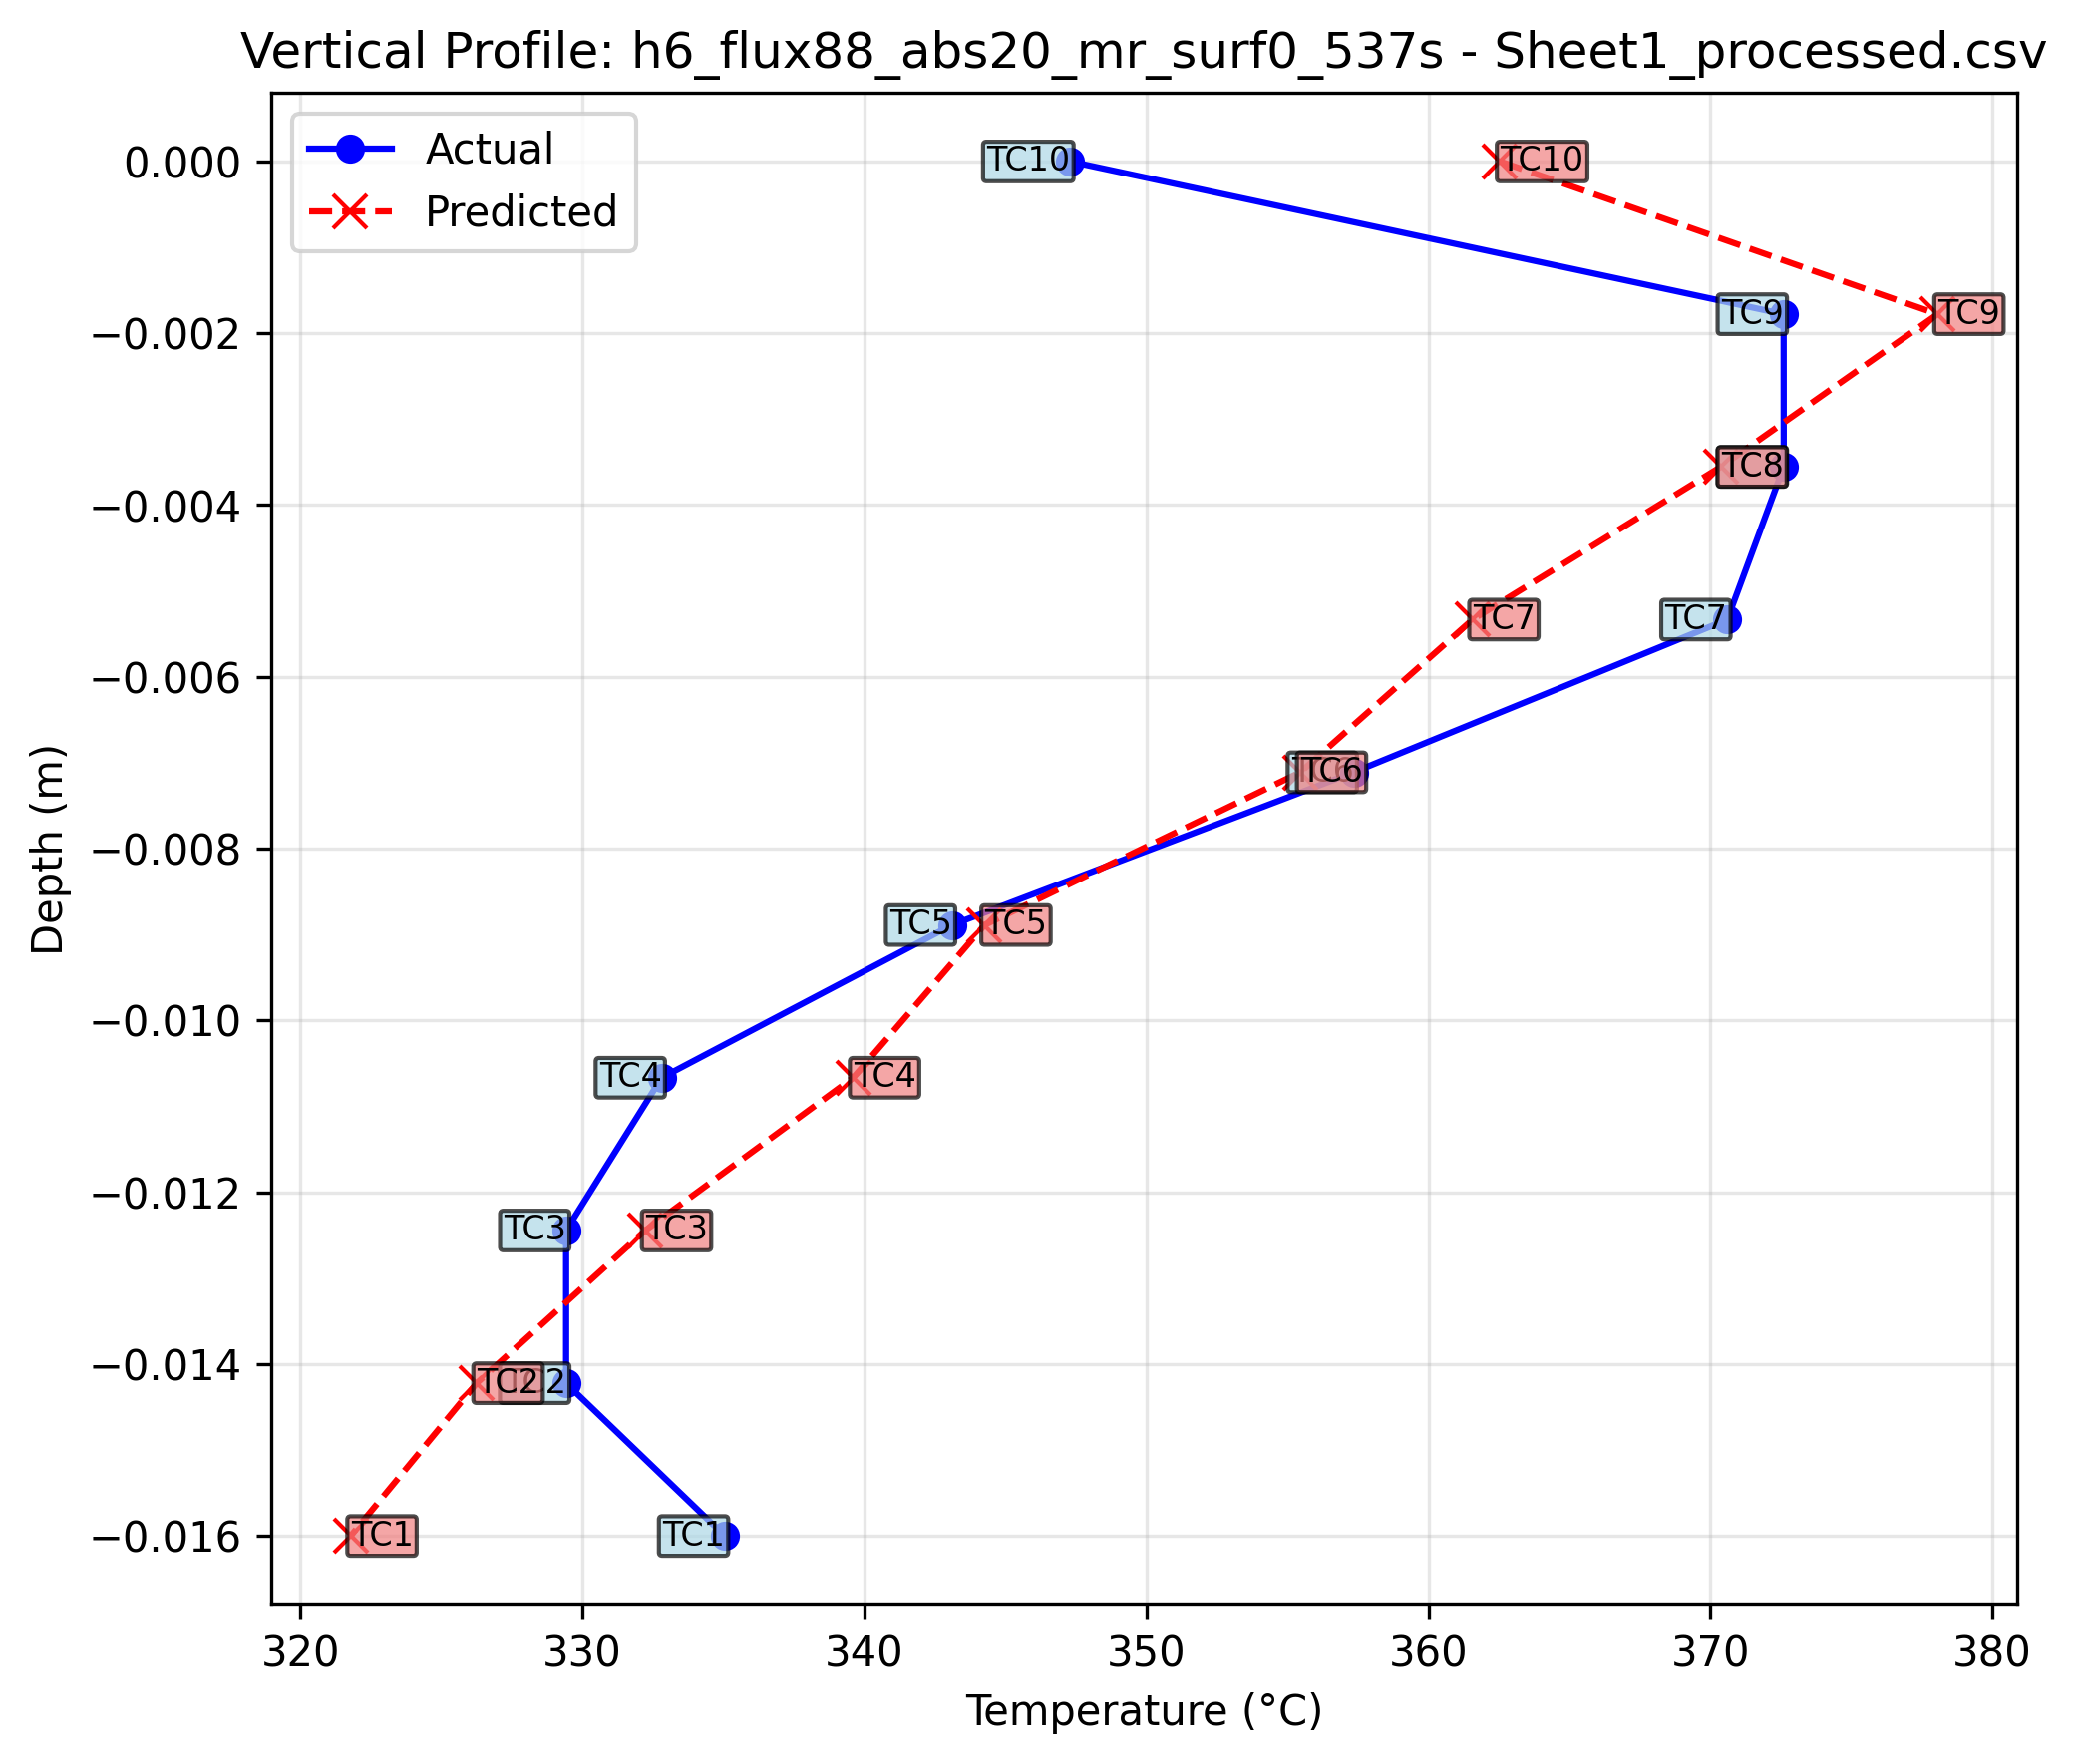 Vertical Profile: h6_flux88_abs20_mr_surf0_537s - Sheet1_processed.csv
Actual
Predicted
0.000
−0.002
−0.004
−0.006
−0.008
−0.010
−0.012
−0.014
−0.016
Depth (m)
TC10
TC10
TC9
TC9
TC8
TC7
TC7
TC6
TC5
TC5
TC4
TC4
TC3
TC3
TC2
2
TC1
TC1
320
330
340
350
360
370
380
Temperature (°C)